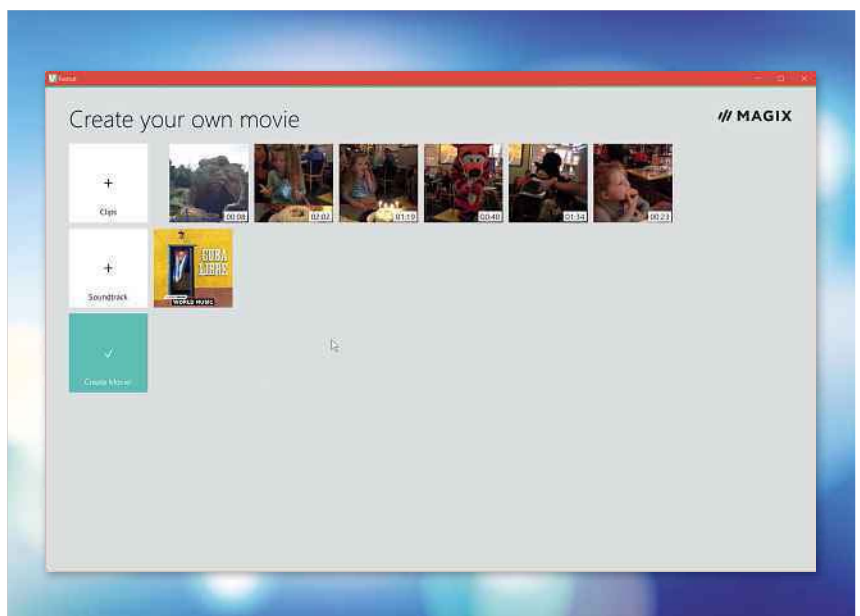 Create your own movie
MAGIX
+
Clips
00:08
02:02
01:19
00:40
01:34
00:23
+
Soundtrack
CUBA
LIBRE
WORLD MUSIC
Create Movie